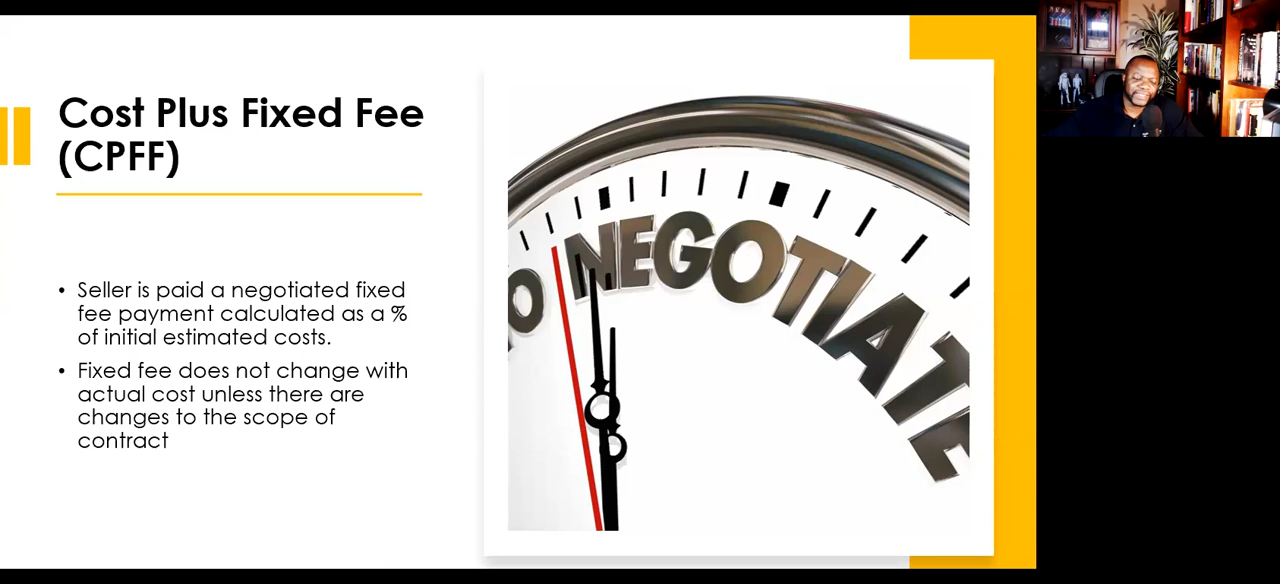 Cost Plus Fixed Fee
(CPFF)
• Seller is paid a negotiated fixed
fee payment calculated as a %
of initial estimated costs.
• Fixed fee does not change with
actual cost unless there are
changes to the scope of
contract
O NEGOTIATE